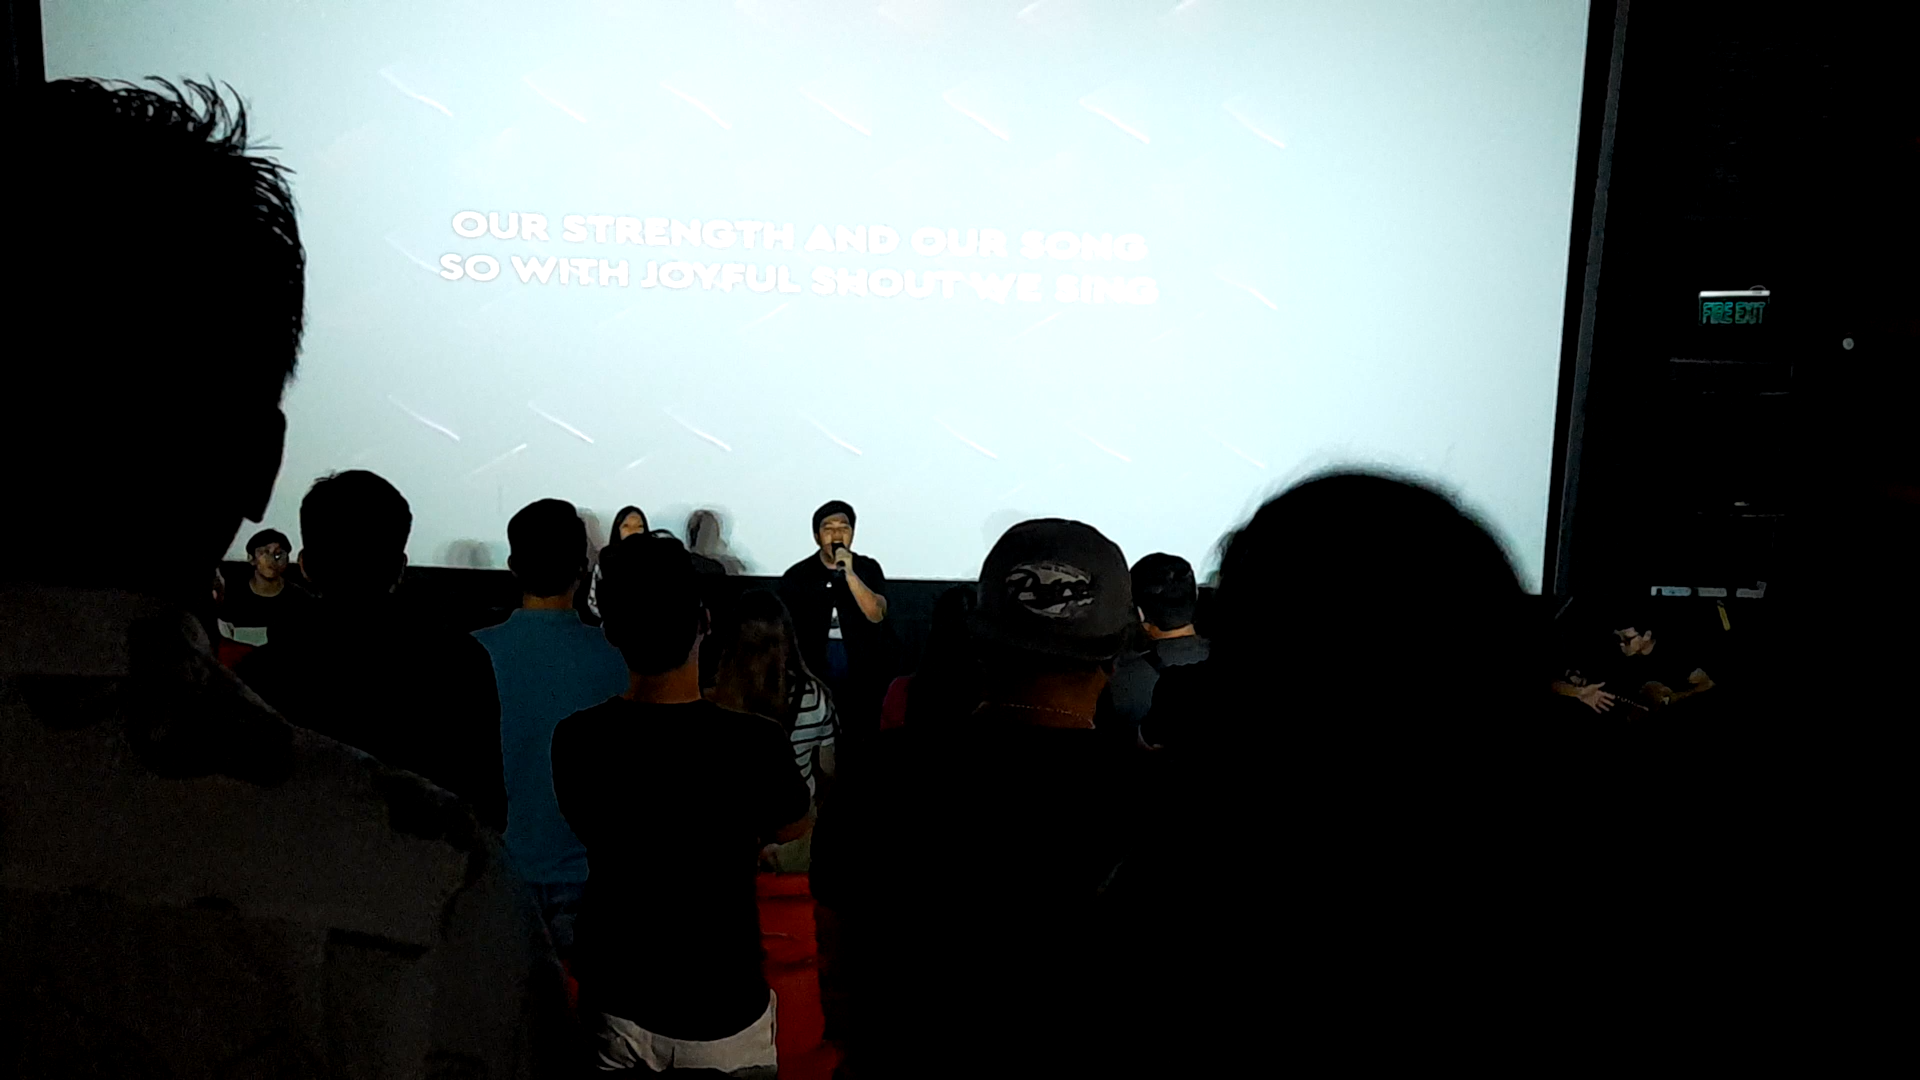 OUR STRENGTH AND OUR SONG
SO WITH JOYFUL SHOUT WE SING
FIRE EXIT